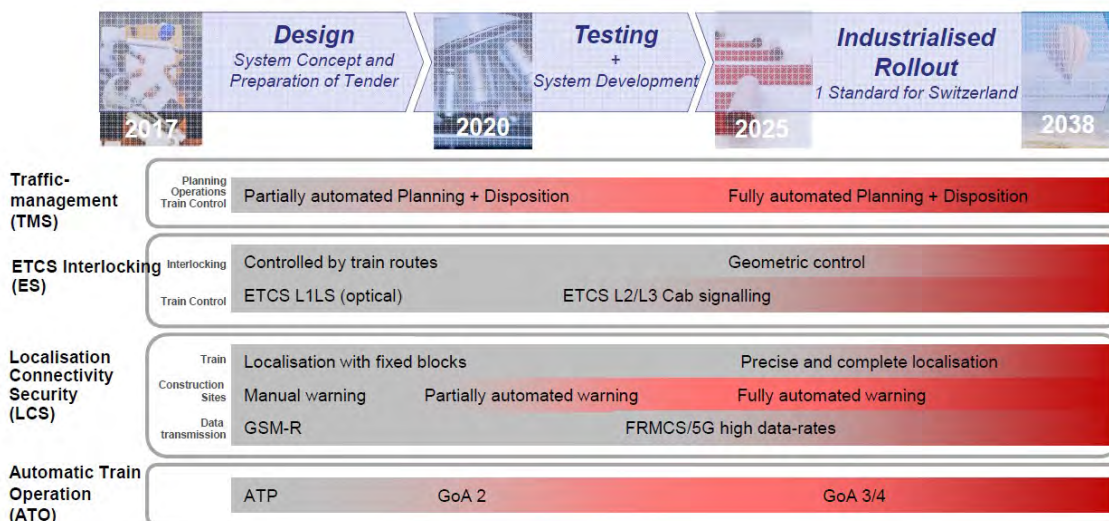 Design
System Concept and
Preparation of Tender
Testing
+
System Development
Industrialised
Rollout
1 Standard for Switzerland
2017
2020
2025
2038
Traffic-
management
(TMS)
Planning
Operations
Train Control
Partially automated Planning + Disposition
Fully automated Planning + Disposition
ETCS Interlocking
(ES)
Interlocking
Controlled by train routes
Geometric control
Train Control
ETCS L1LS (optical)
ETCS L2/L3 Cab signalling
Localisation
Connectivity
Security
(LCS)
Train
Localisation with fixed blocks
Precise and complete localisation
Construction
Sites
Manual warning
Partially automated warning
Fully automated warning
Data
transmission
GSM-R
FRMCS/5G high data-rates
Automatic Train
Operation
(ATO)
ATP
GoA 2
GoA 3/4